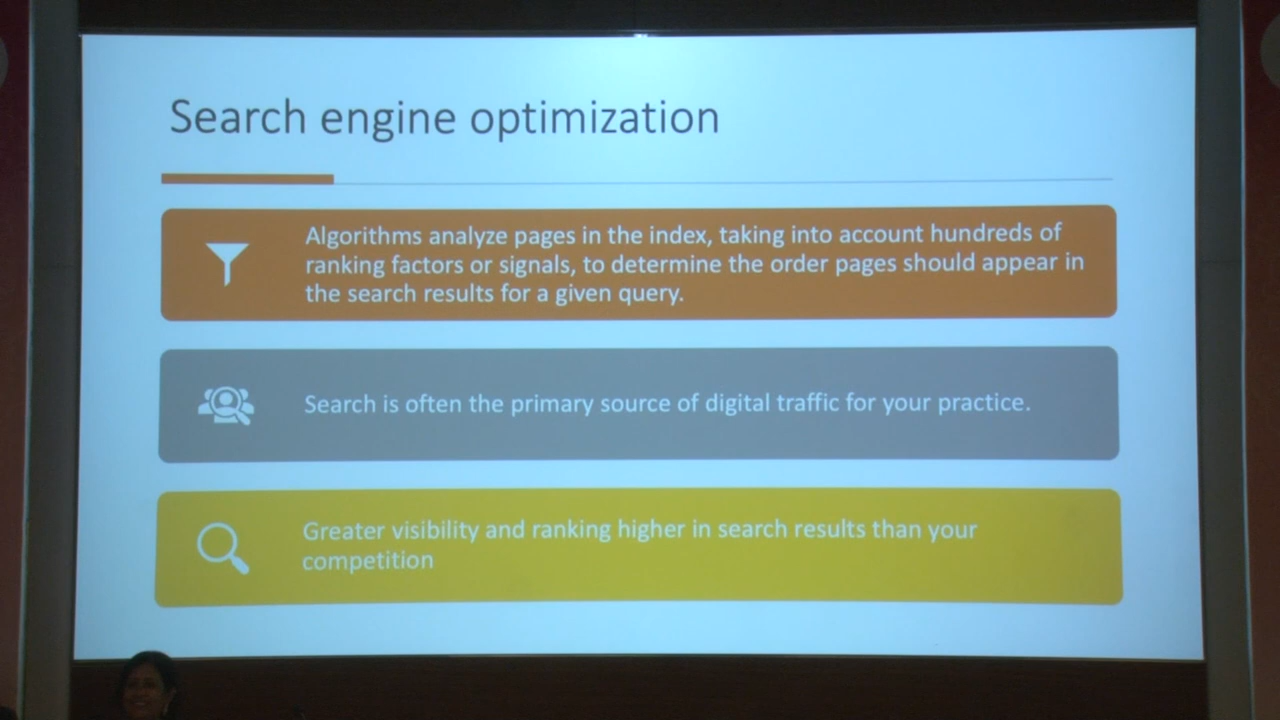 Search engine optimization
Algorithms analyze pages in the index, taking into account hundreds of
ranking factors or signals, to determine the order pages should appear in
the search results for a given query.
Search is often the primary source of digital traffic for your practice.
Greater visibility and ranking higher in search results than your
competition